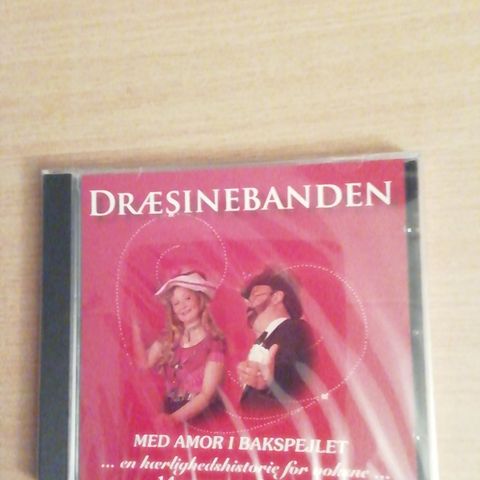 DRÆSINEBANDEN
MED AMOR I BAKSPEJLET
... en kærlighedshistorie for voksne ...